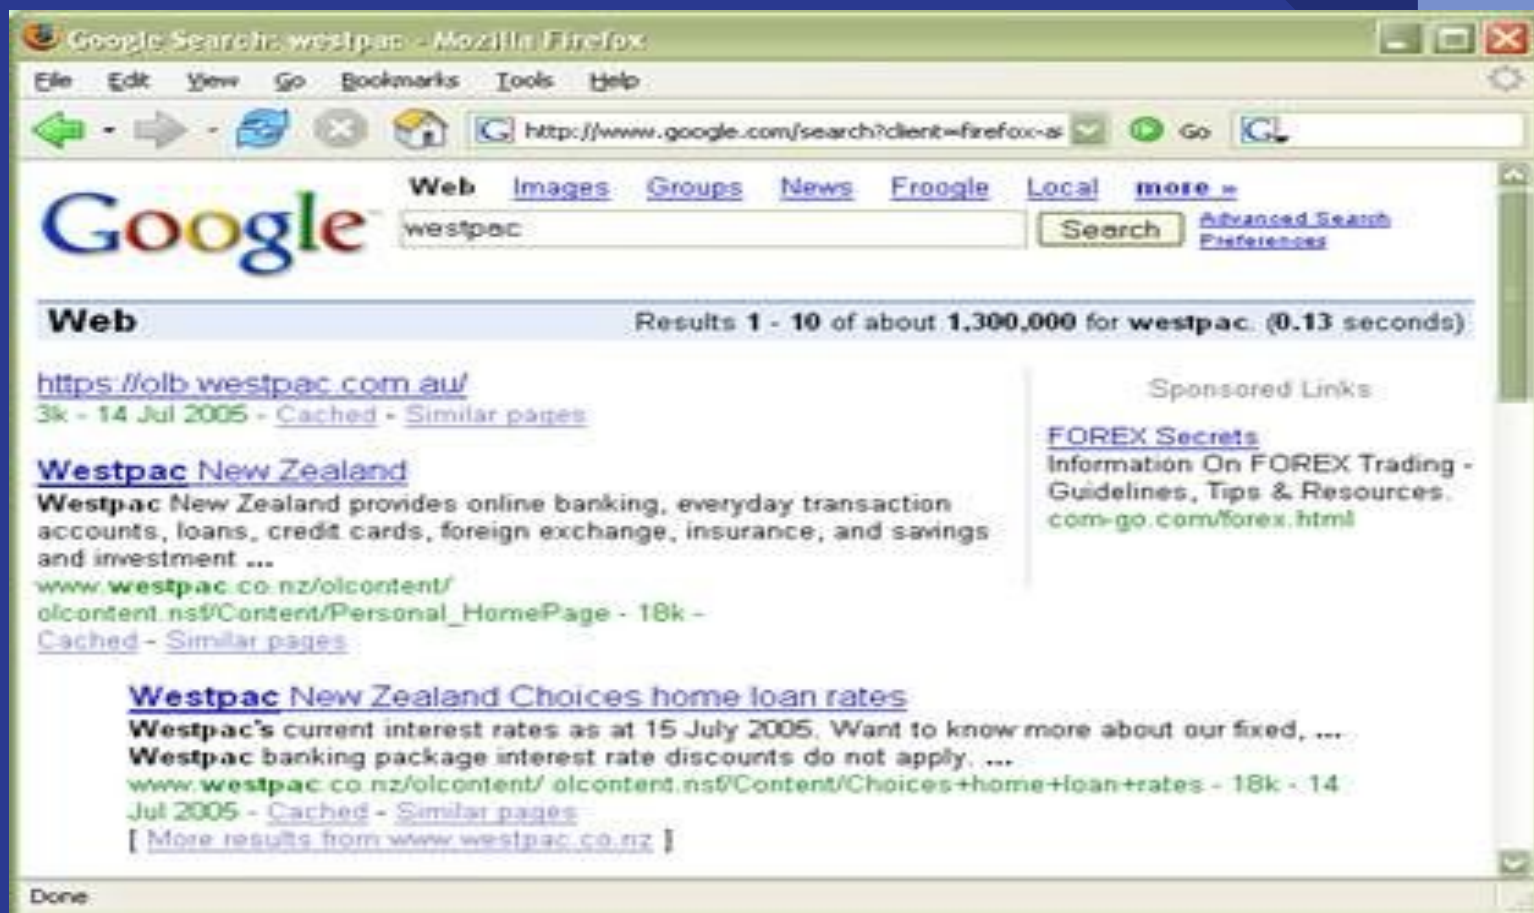 Google Search: westpac - Mozilla Firefox
File Edit View Go Bookmarks Tools Help
http://www.google.com/search?client=firefox-a Go
Web Images Groups News Froogle Local more »
Google
westpac Search
Advanced Search
Preferences
Web Results 1 - 10 of about 1,300,000 for westpac. (0.13 seconds)
https://olb.westpac.com.au/
3k - 14 Jul 2005 - Cached - Similar pages
Westpac New Zealand
Westpac New Zealand provides online banking, everyday transaction
accounts, loans, credit cards, foreign exchange, insurance, and savings
and investment ...
www.westpac.co.nz/olcontent/
olcontent.nsf/Content/Personal_HomePage - 18k -
Cached - Similar pages
Westpac New Zealand Choices home loan rates
Westpac's current interest rates as at 15 July 2005. Want to know more about our fixed, ...
Westpac banking package interest rate discounts do not apply. ...
www.westpac.co.nz/olcontent/ olcontent.nsf/Content/Choices+home+loan+rates - 18k - 14
Jul 2005 - Cached - Similar pages
[ More results from www.westpac.co.nz ]
Sponsored Links
FOREX Secrets
Information On FOREX Trading -
Guidelines, Tips & Resources.
com-go.com/forex.html
Done